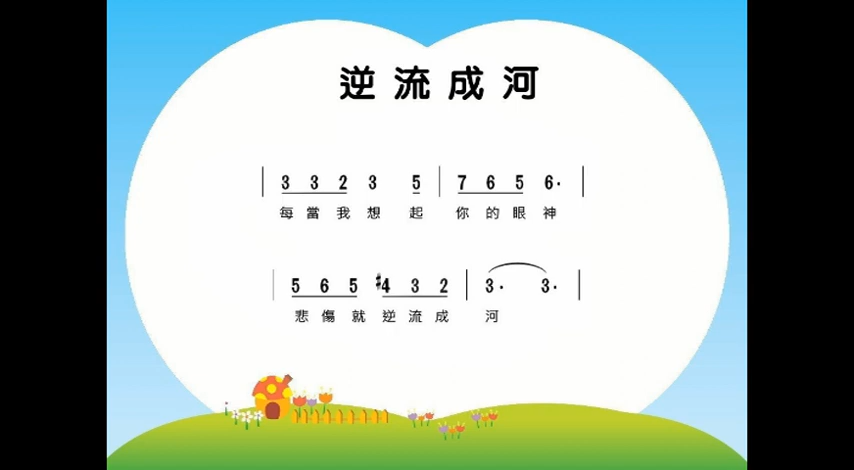 逆流成河
| 3 3 2 3 5 | 7 6 5 6· |
每當我想起 你的眼神
| 5 6 5 #4 3 2 | 3· 3· |
悲傷就逆流成 河